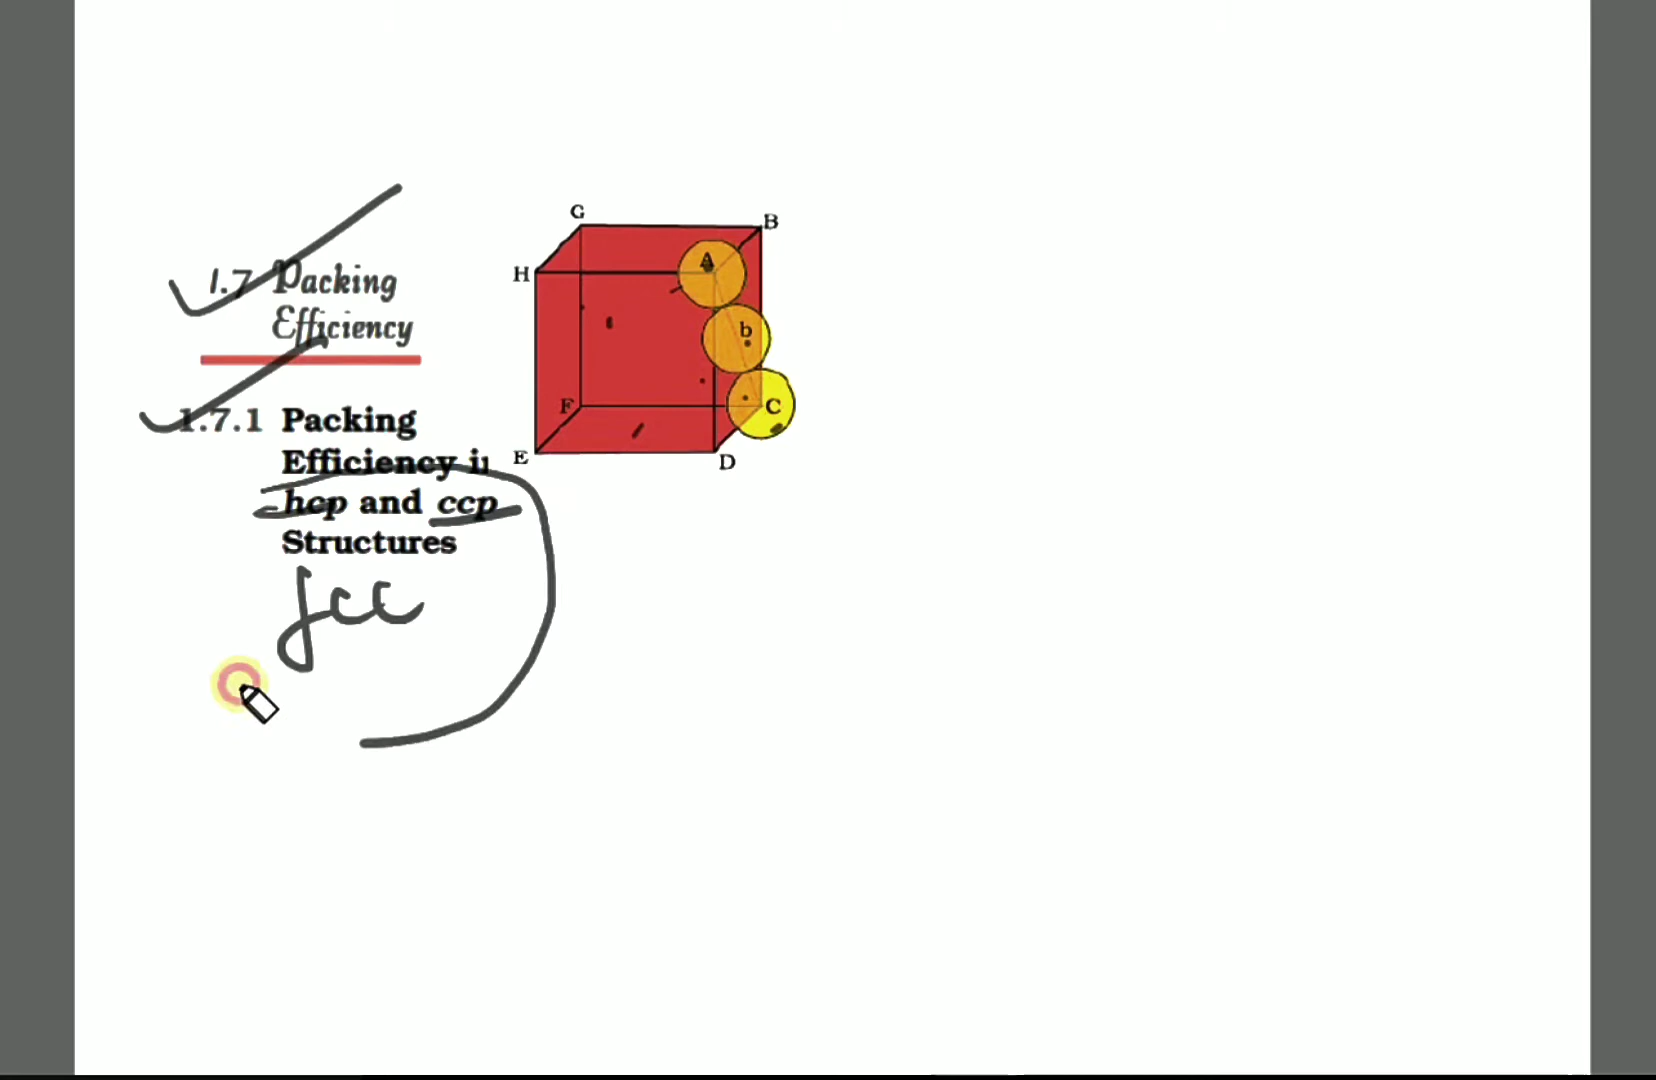 1.7 Packing
Efficiency
1.7.1 Packing
Efficiency in
hcp and ccp
Structures
fcc
G
B
H
A
b
F
C
E
D